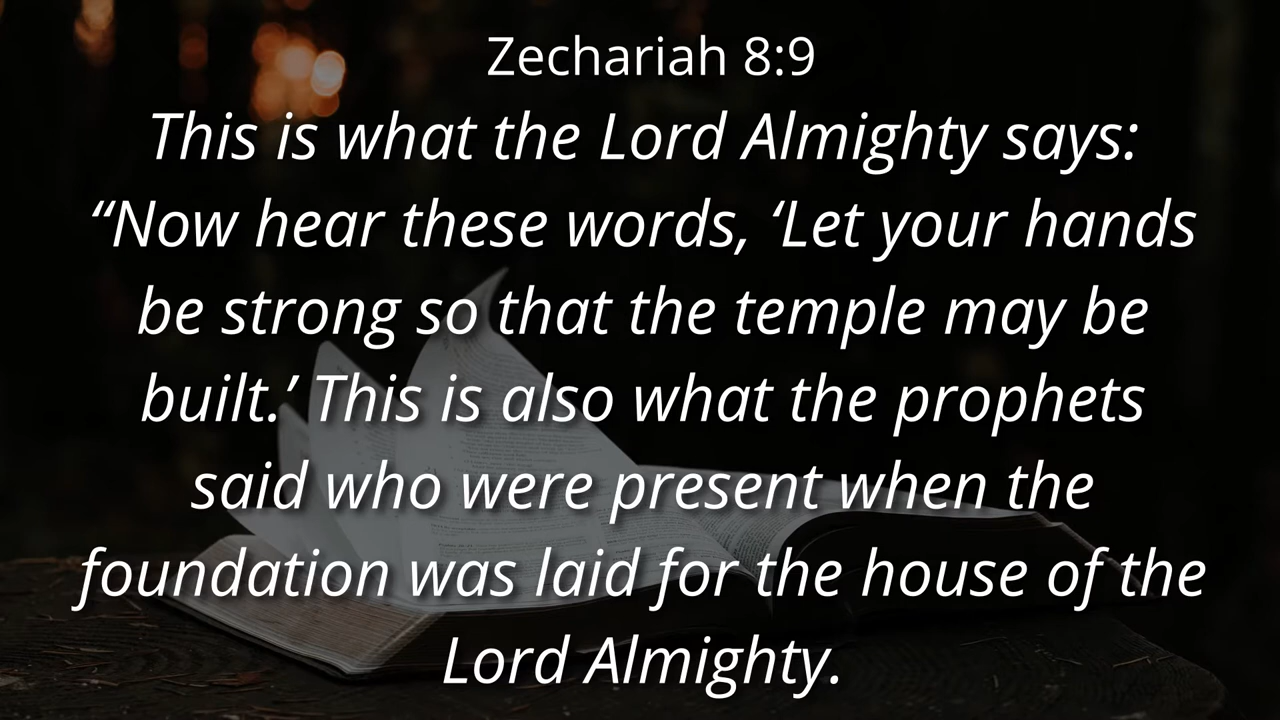 Zechariah 8:9
This is what the Lord Almighty says:
“Now hear these words, ‘Let your hands
be strong so that the temple may be
built.’ This is also what the prophets
said who were present when the
foundation was laid for the house of the
Lord Almighty.